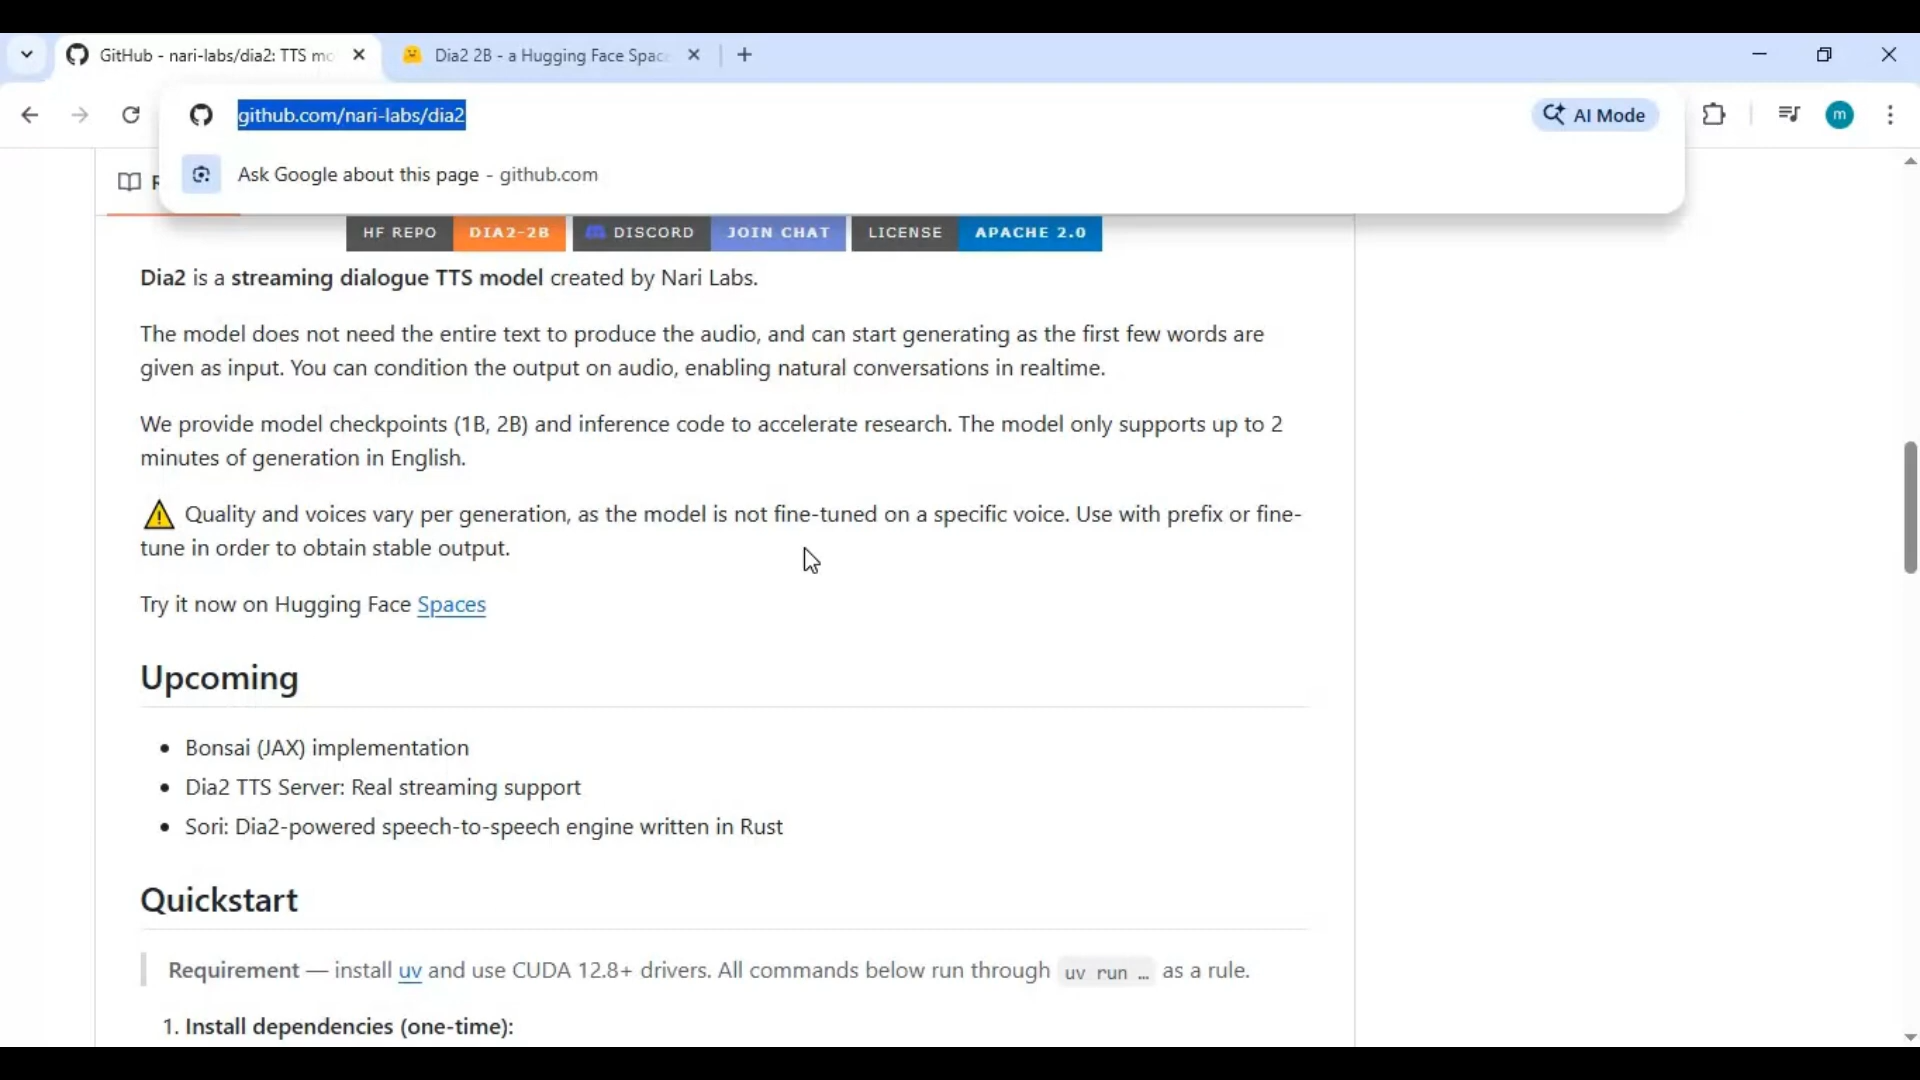 GitHub - nari-labs/dia2: TTS mo
Dia2 2B - a Hugging Face Spac
github.com/nari-labs/dia2
AI Mode
m
Ask Google about this page - github.com
R
HF REPO DIA2-2B DISCORD JOIN CHAT LICENSE APACHE 2.0
Dia2 is a streaming dialogue TTS model created by Nari Labs.
The model does not need the entire text to produce the audio, and can start generating as the first few words are
given as input. You can condition the output on audio, enabling natural conversations in realtime.
We provide model checkpoints (1B, 2B) and inference code to accelerate research. The model only supports up to 2
minutes of generation in English.
Quality and voices vary per generation, as the model is not fine-tuned on a specific voice. Use with prefix or fine-
tune in order to obtain stable output.
Try it now on Hugging Face Spaces
Upcoming
• Bonsai (JAX) implementation
• Dia2 TTS Server: Real streaming support
• Sori: Dia2-powered speech-to-speech engine written in Rust
Quickstart
Requirement — install uv and use CUDA 12.8+ drivers. All commands below run through uv run … as a rule.
1. Install dependencies (one-time):